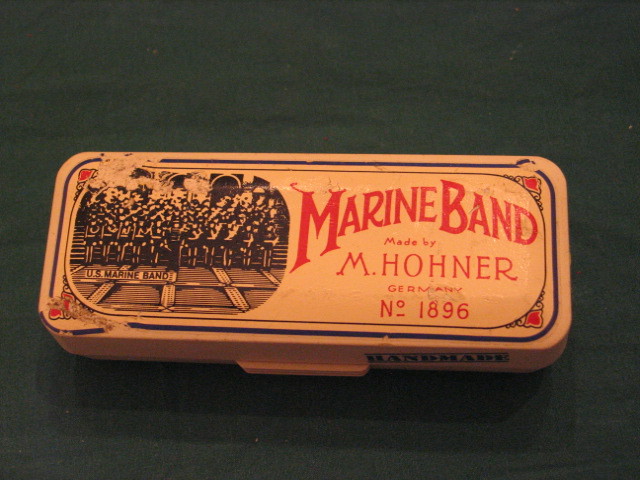 U.S. MARINE BAND
MARINE BAND
Made by
M. HOHNER
GERMANY
No 1896
HANDMADE